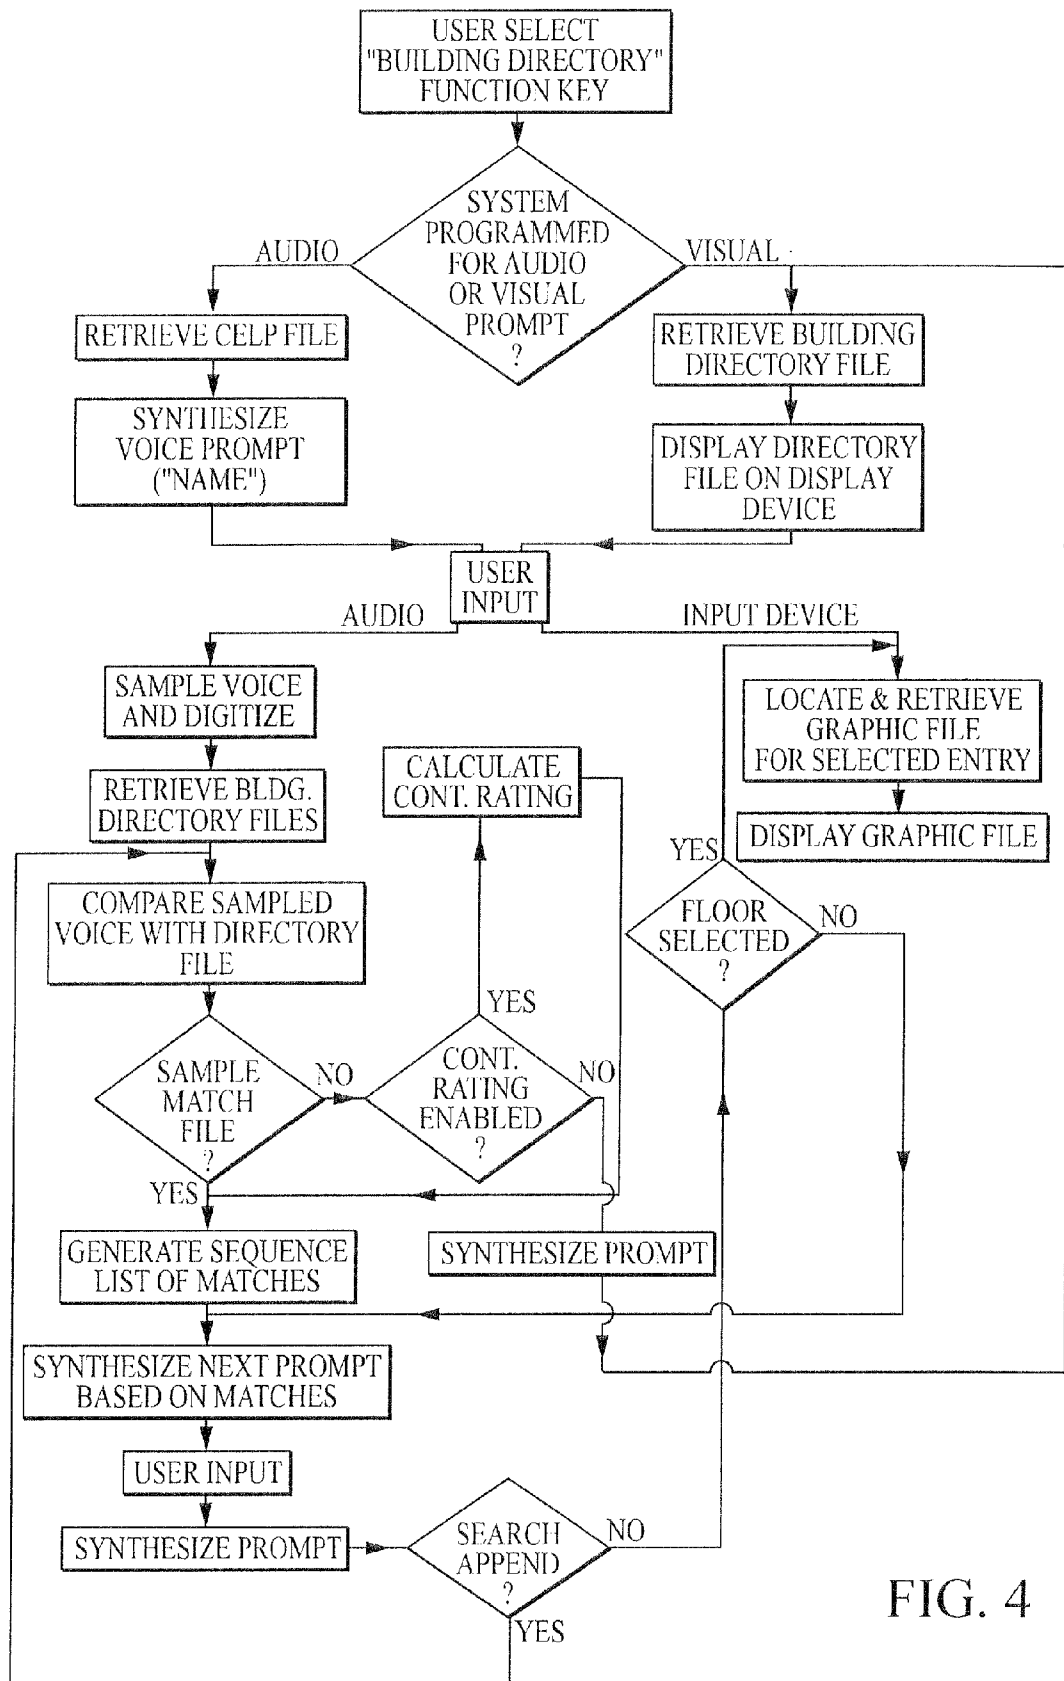 USER SELECT
"BUILDING DIRECTORY"
FUNCTION KEY
SYSTEM
PROGRAMMED
FOR AUDIO
OR VISUAL
PROMPT
?
AUDIO
VISUAL
RETRIEVE CELP FILE
SYNTHESIZE
VOICE PROMPT
("NAME")
RETRIEVE BUILDING
DIRECTORY FILE
DISPLAY DIRECTORY
FILE ON DISPLAY
DEVICE
USER
INPUT
AUDIO
INPUT DEVICE
SAMPLE VOICE
AND DIGITIZE
RETRIEVE BLDG.
DIRECTORY FILES
COMPARE SAMPLED
VOICE WITH DIRECTORY
FILE
SAMPLE
MATCH
FILE
?
NO
YES
CALCULATE
CONT. RATING
YES
CONT.
RATING
ENABLED
?
NO
LOCATE & RETRIEVE
GRAPHIC FILE
FOR SELECTED ENTRY
DISPLAY GRAPHIC FILE
YES
FLOOR
SELECTED
?
NO
GENERATE SEQUENCE
LIST OF MATCHES
SYNTHESIZE PROMPT
SYNTHESIZE NEXT PROMPT
BASED ON MATCHES
USER INPUT
SYNTHESIZE PROMPT
SEARCH
APPEND
?
NO
YES
FIG. 4